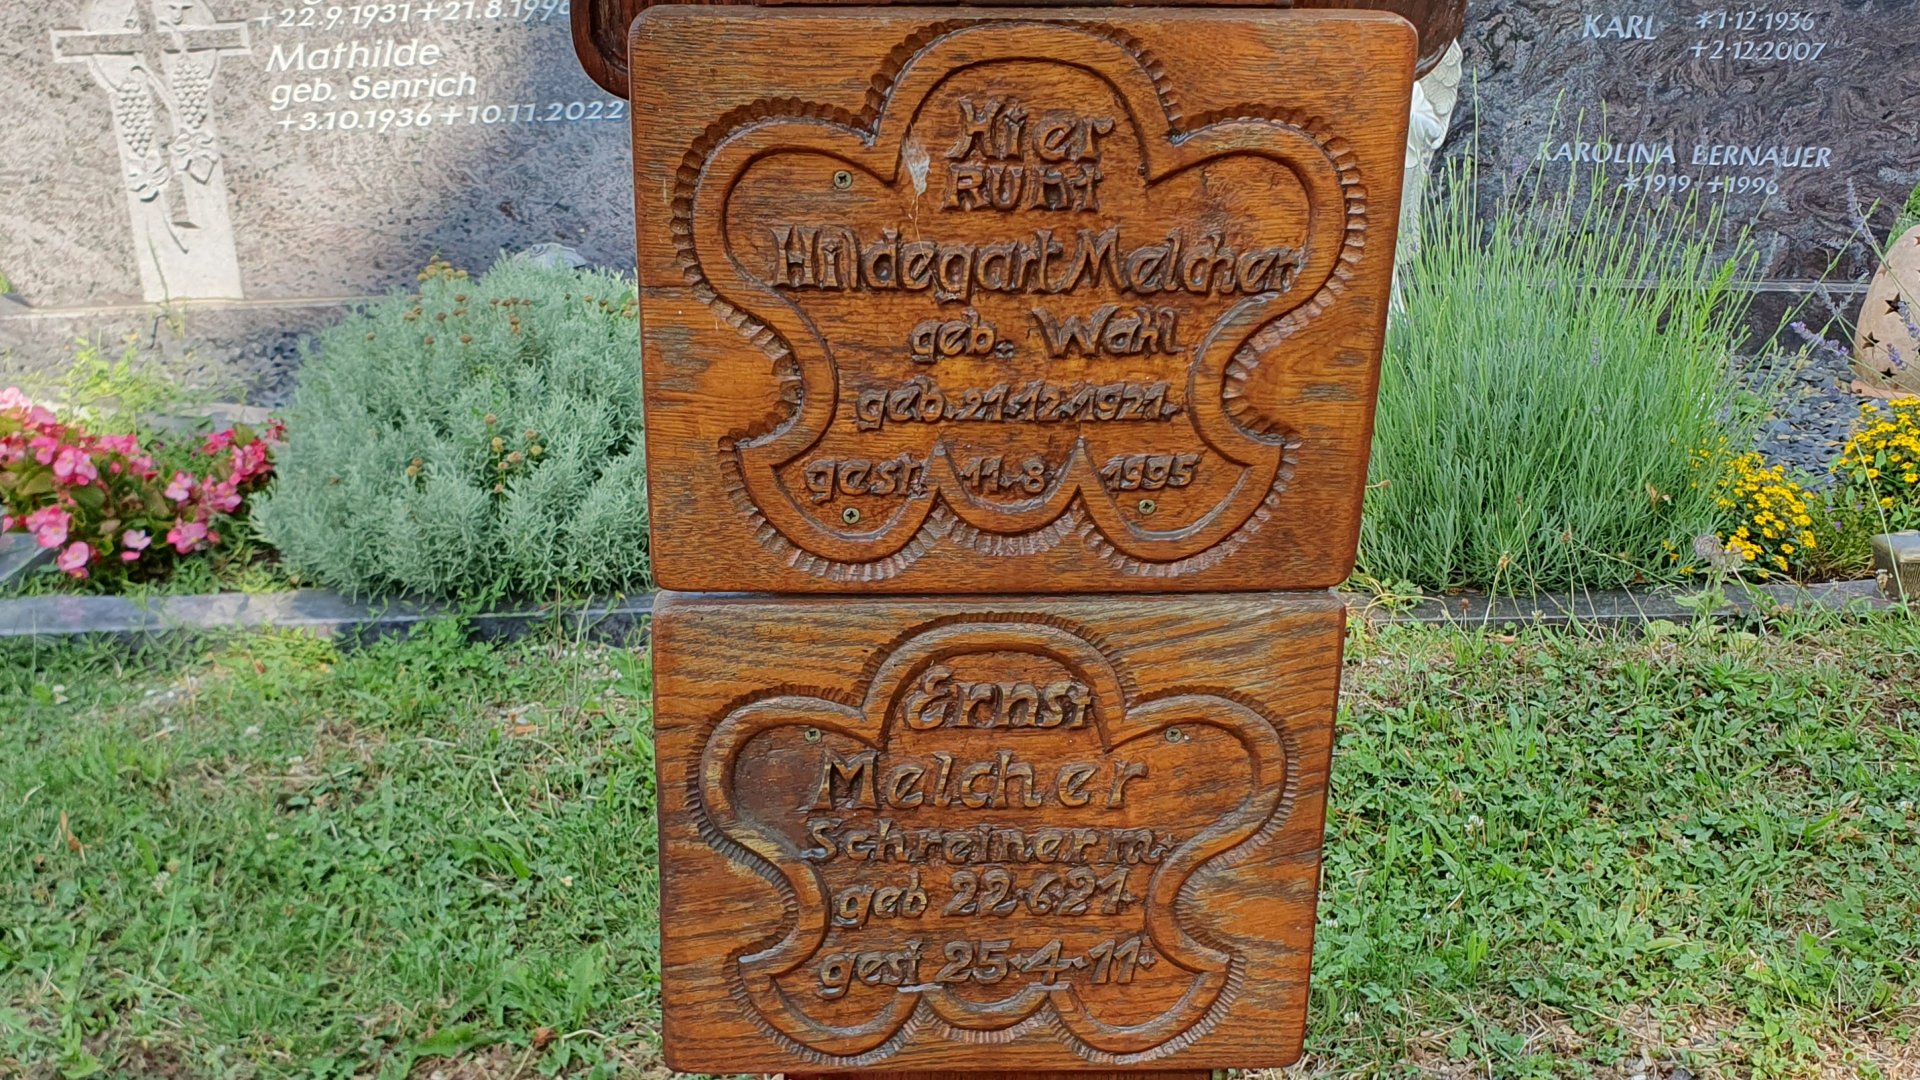 +22.9.1931+21.8.1996
Mathilde
geb. Senrich
+3.10.1936+10.11.2022
Hier
Ruht
Hildegart Melcher
geb. Wahl
geb. 21.12.1921.
gest. 11.8. 1995
Ernst
Melcher
Schreinerm.
geb 22.6.21.
gest 25.4.11.
KARL *1·12·1936
+2·12·2007
KAROLINA BERNAUER
*1919 +1996